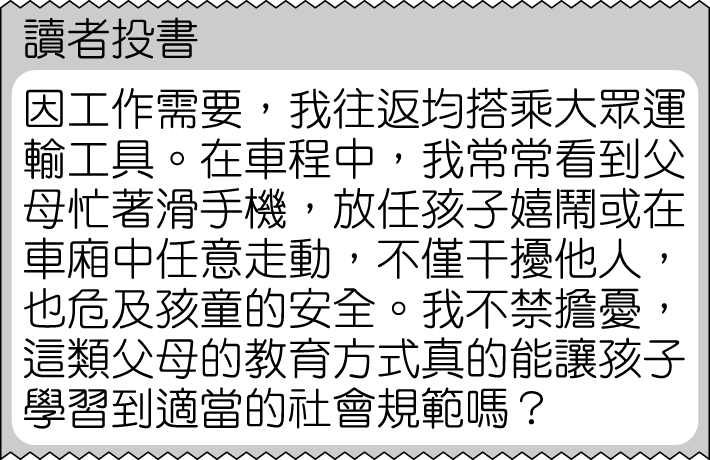 讀者投書
因工作需要，我往返均搭乘大眾運
輸工具。在車程中，我常常看到父
母忙著滑手機，放任孩子嬉鬧或在
車廂中任意走動，不僅干擾他人，
也危及孩童的安全。我不禁擔憂，
這類父母的教育方式真的能讓孩子
學習到適當的社會規範嗎？